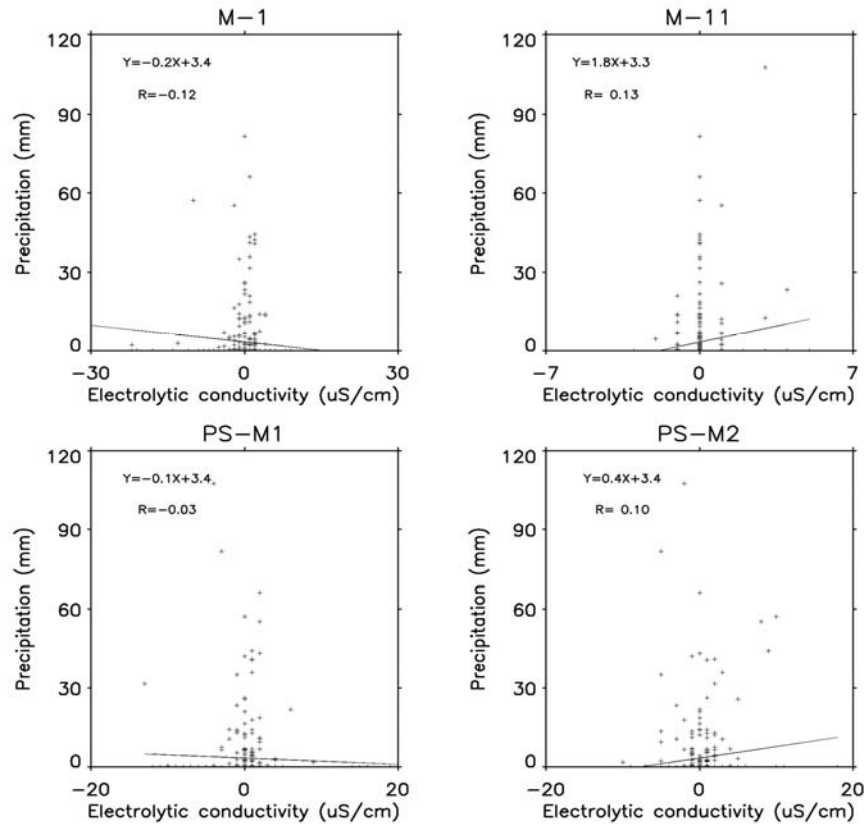 M-1
120
90
60
30
0
Precipitation (mm)
Y=-0.2X+3.4
R=-0.12
-30 0 30
Electrolytic conductivity (uS/cm)
M-11
120
90
60
30
0
Precipitation (mm)
Y=1.8X+3.3
R= 0.13
-7 0 7
Electrolytic conductivity (uS/cm)
PS-M1
120
90
60
30
0
Precipitation (mm)
Y=-0.1X+3.4
R=-0.03
-20 0 20
Electrolytic conductivity (uS/cm)
PS-M2
120
90
60
30
0
Precipitation (mm)
Y=0.4X+3.4
R= 0.10
-20 0 20
Electrolytic conductivity (uS/cm)